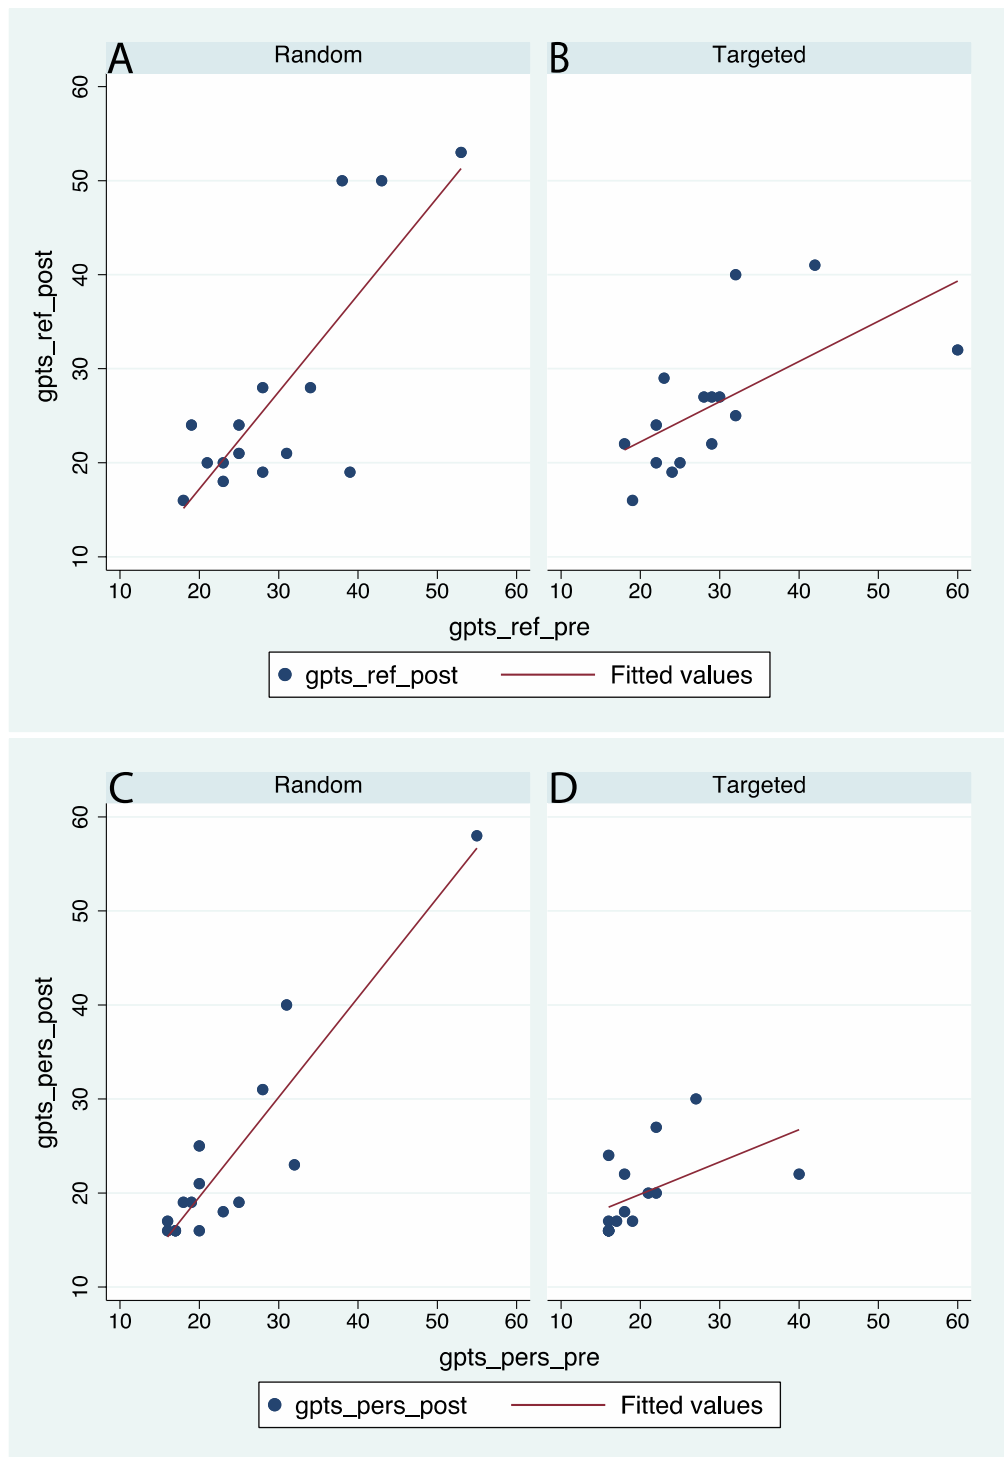 A Random B Targeted
60
50
40
30
20
10
gpts_ref_post
10 20 30 40 50 60 10 20 30 40 50 60
gpts_ref_pre
gpts_ref_post Fitted values
C Random D Targeted
60
50
40
30
20
10
gpts_pers_post
10 20 30 40 50 60 10 20 30 40 50 60
gpts_pers_pre
gpts_pers_post Fitted values